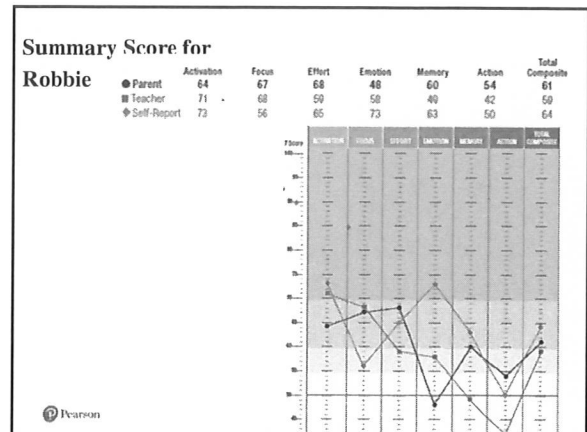 Summary Score for
Robbie
Activation Focus Effort Emotion Memory Action Total Composite
Parent 64 67 68 48 60 54 61
Teacher 71 68 59 58 49 42 59
Self-Report 73 56 65 73 63 50 64
T Score ACTIVATION FOCUS EFFORT EMOTION MEMORY ACTION TOTAL COMPOSITE
100
Pearson